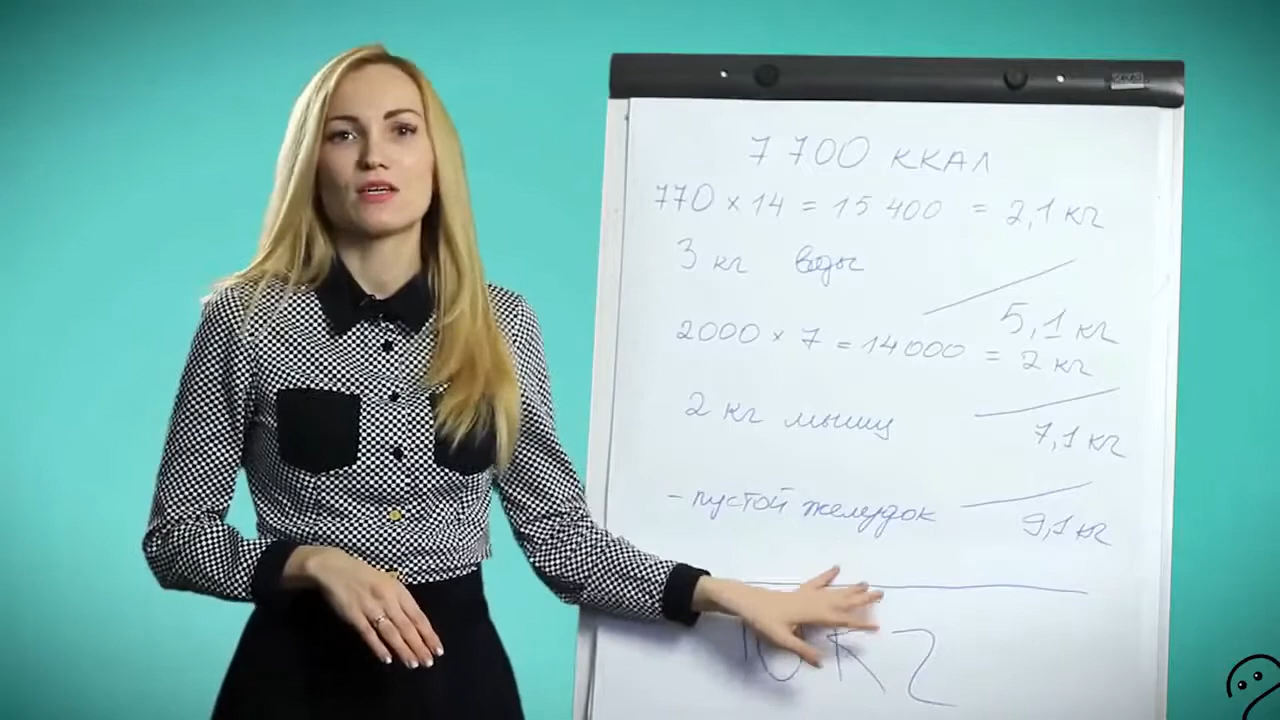 7 700 ККАЛ
770 × 14 = 15 400 = 2,1 кг
3 кг воды
5,1 кг
2000 × 7 = 14000 = 2 кг
2 кг мышц
7,1 кг
- пустой желудок
9,1 кг
10 кг